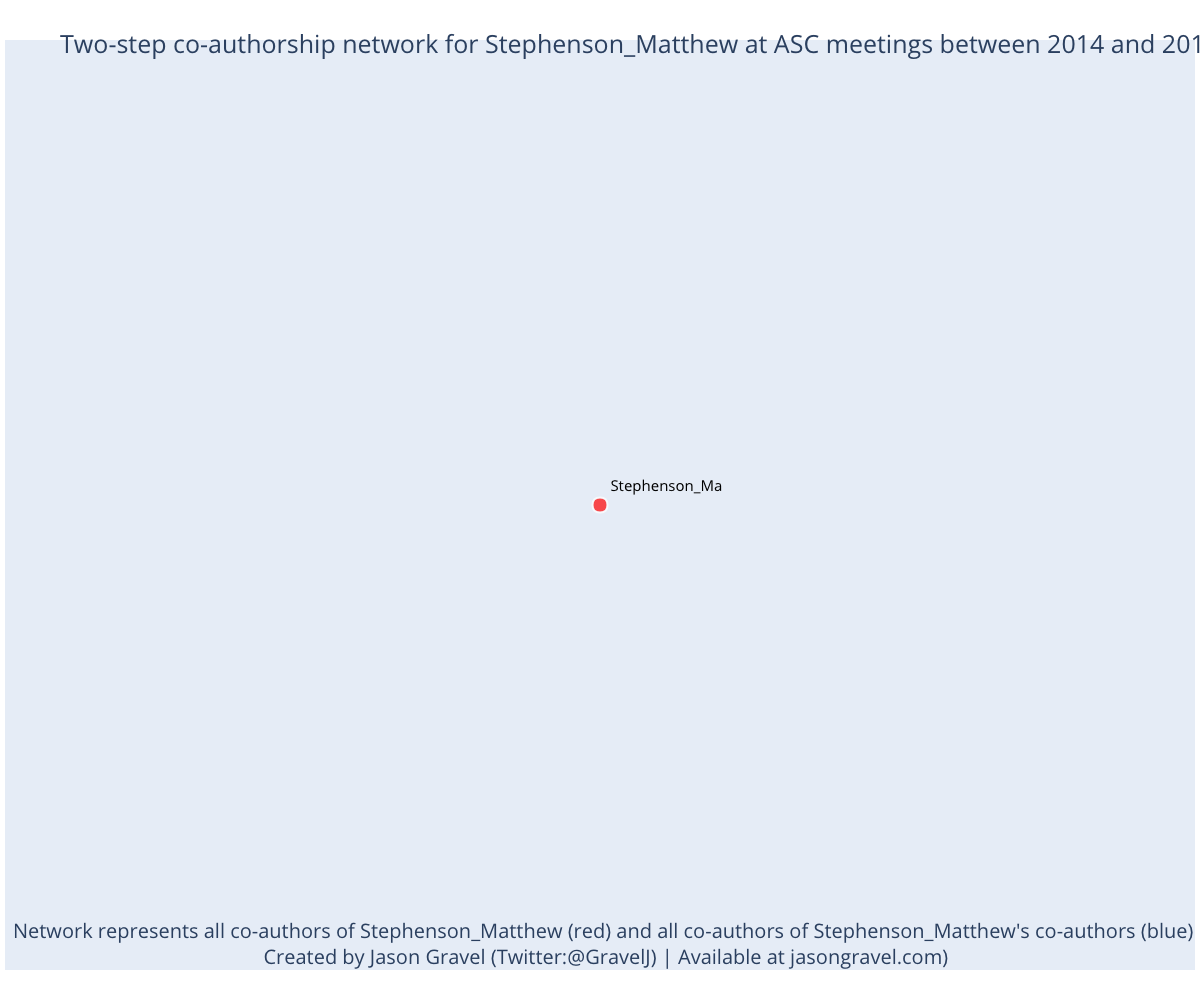 Two-step co-authorship network for Stephenson_Matthew at ASC meetings between 2014 and 201
Stephenson_Ma
Network represents all co-authors of Stephenson_Matthew (red) and all co-authors of Stephenson_Matthew's co-authors (blue)
Created by Jason Gravel (Twitter:@GravelJ) | Available at jasongravel.com)